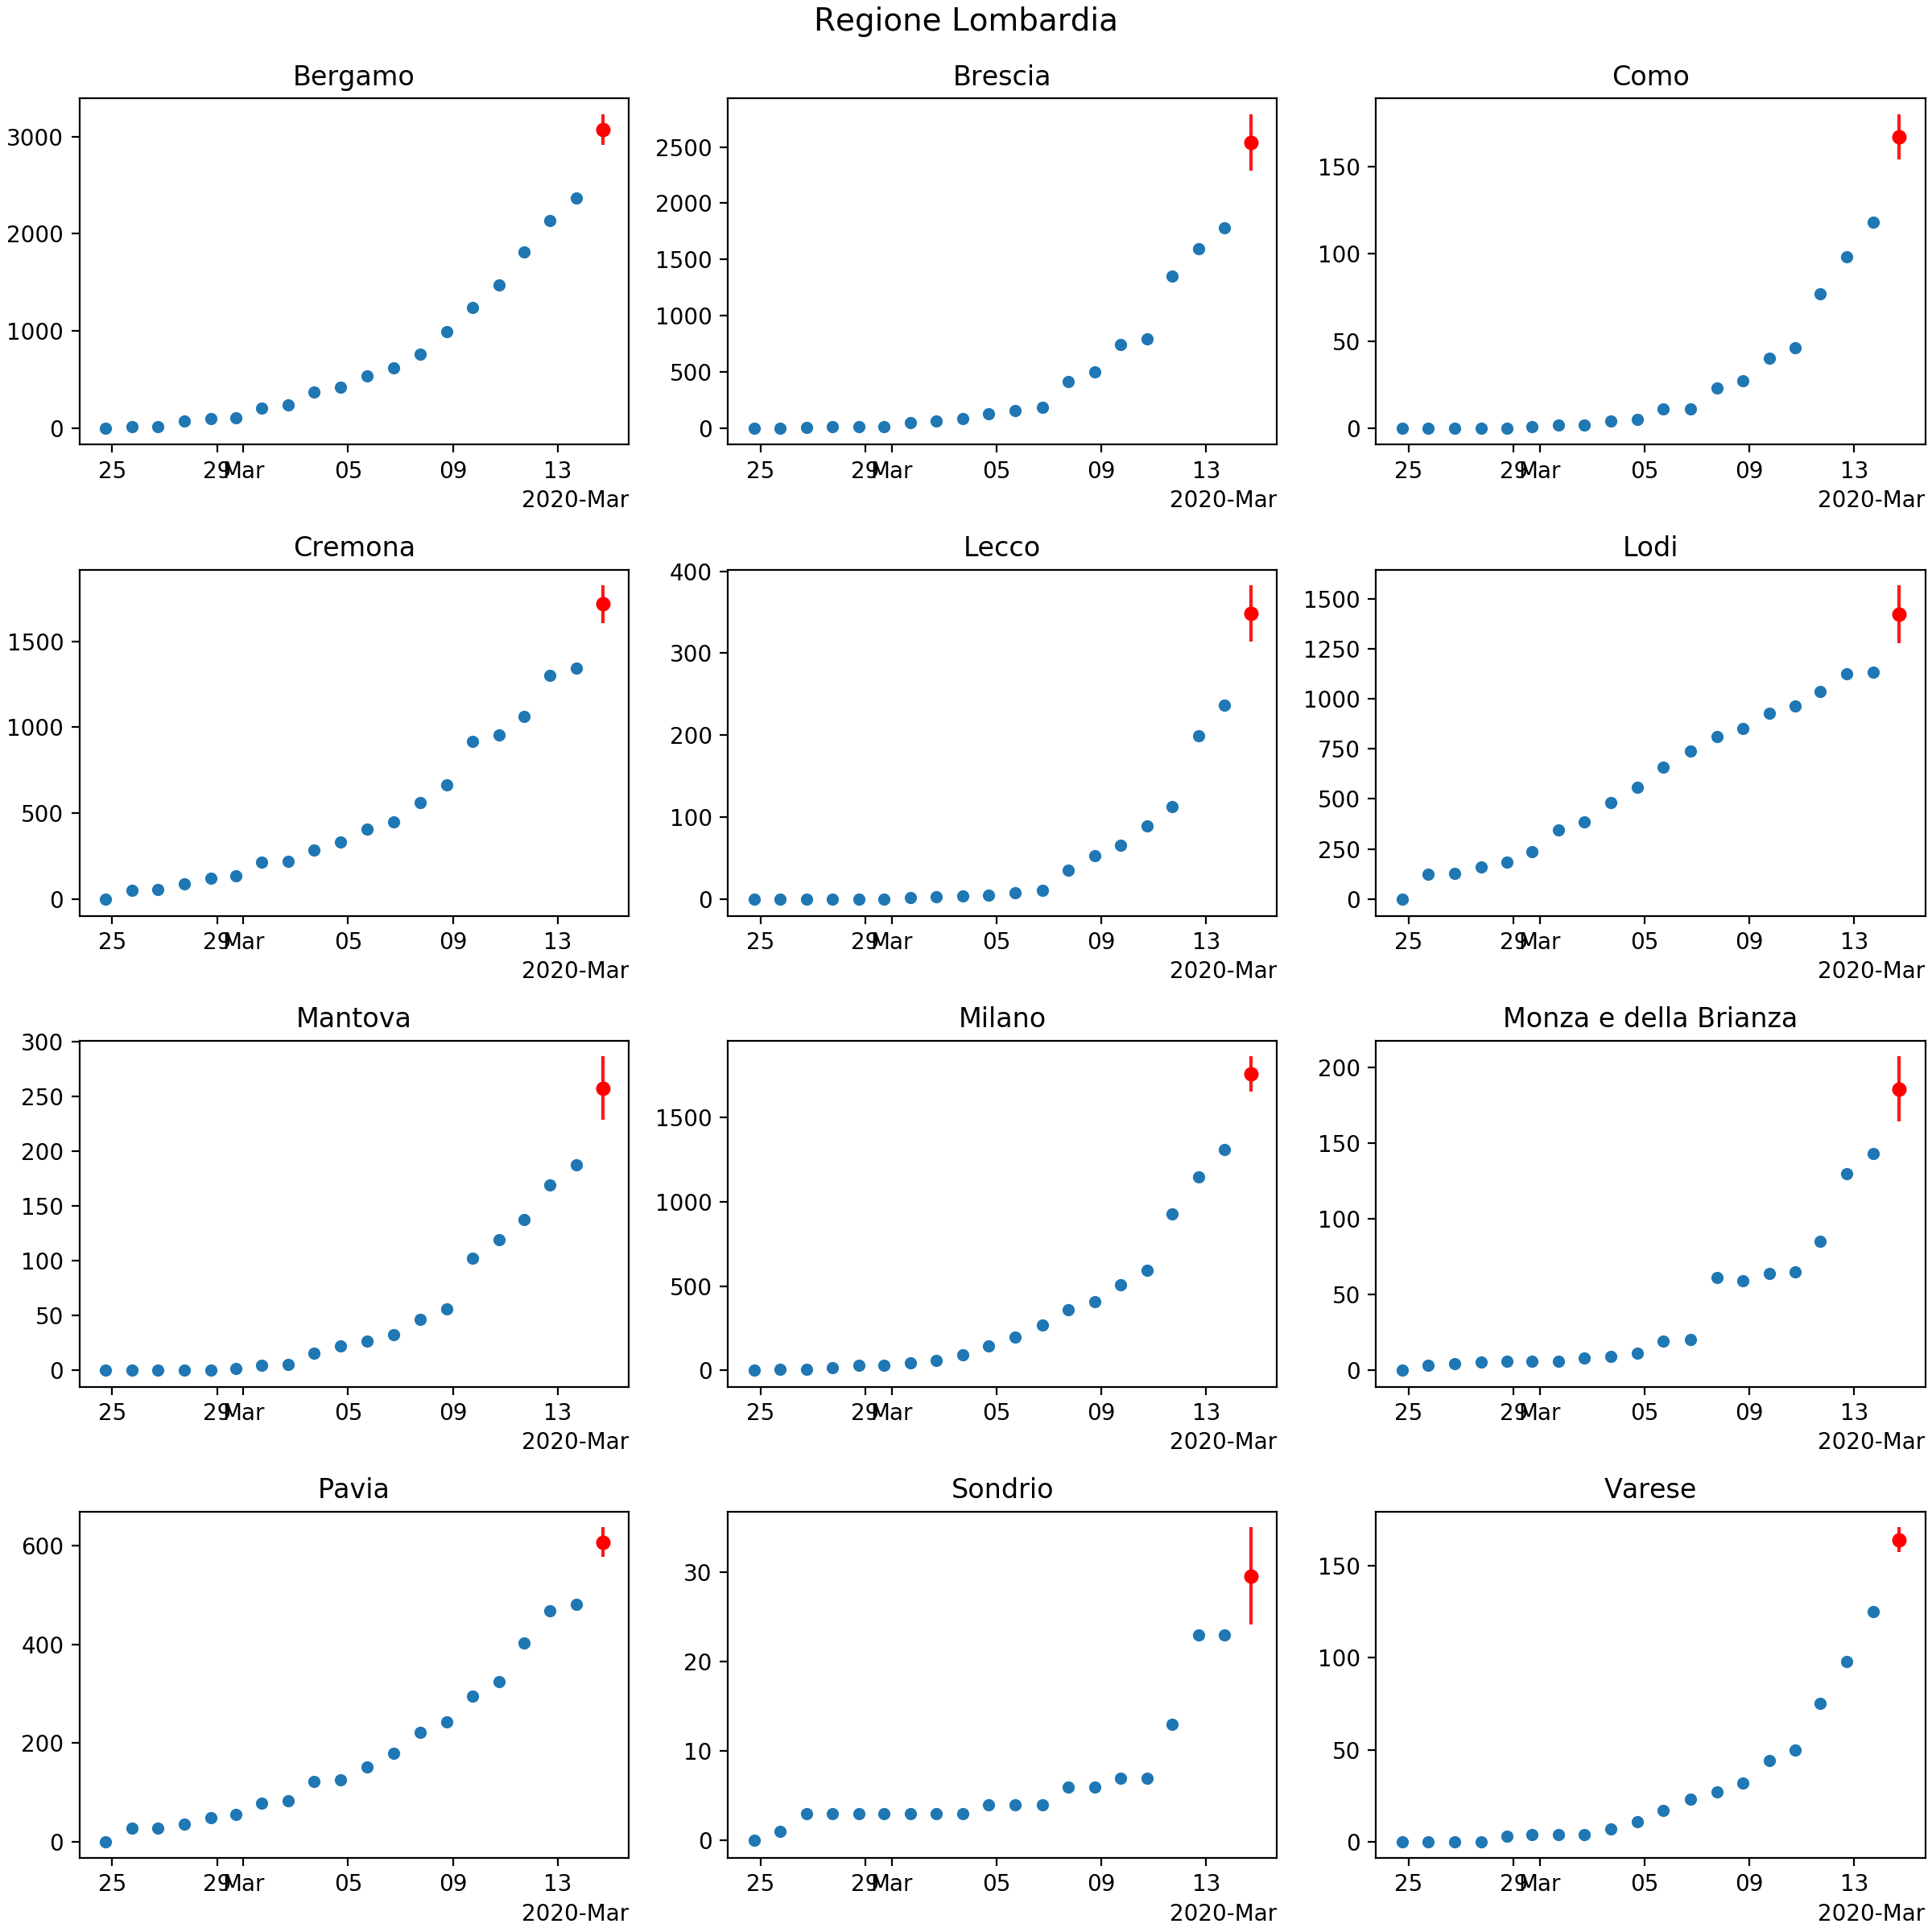 Regione Lombardia
Bergamo Brescia Como
3000
2000
1000
0
25 29 Mar 05 09 13
2020-Mar
2500
2000
1500
1000
500
0
25 29 Mar 05 09 13
2020-Mar
150
100
50
0
25 29 Mar 05 09 13
2020-Mar
Cremona Lecco Lodi
1500
1000
500
0
25 29 Mar 05 09 13
2020-Mar
400
300
200
100
0
25 29 Mar 05 09 13
2020-Mar
1500
1250
1000
750
500
250
0
25 29 Mar 05 09 13
2020-Mar
Mantova Milano Monza e della Brianza
300
250
200
150
100
50
0
25 29 Mar 05 09 13
2020-Mar
1500
1000
500
0
25 29 Mar 05 09 13
2020-Mar
200
150
100
50
0
25 29 Mar 05 09 13
2020-Mar
Pavia Sondrio Varese
600
400
200
0
25 29 Mar 05 09 13
2020-Mar
30
20
10
0
25 29 Mar 05 09 13
2020-Mar
150
100
50
0
25 29 Mar 05 09 13
2020-Mar